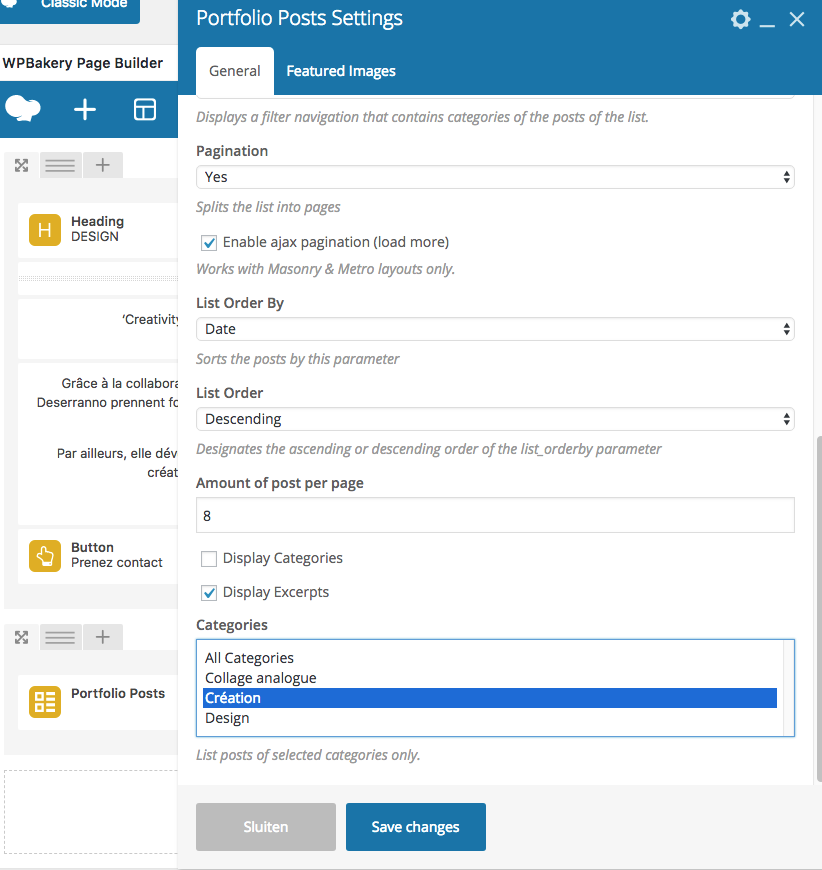 Classic Mode
WPBakery Page Builder
H
Heading
DESIGN
'Creativity
Grâce à la collabora
Deserranno prennent fo
Par ailleurs, elle dév
créat
Button
Prenez contact
Portfolio Posts
Portfolio Posts Settings
General
Featured Images
Displays a filter navigation that contains categories of the posts of the list.
Pagination
Yes
Splits the list into pages
Enable ajax pagination (load more)
Works with Masonry & Metro layouts only.
List Order By
Date
Sorts the posts by this parameter
List Order
Descending
Designates the ascending or descending order of the list_orderby parameter
Amount of post per page
8
Display Categories
Display Excerpts
Categories
All Categories
Collage analogue
Création
Design
List posts of selected categories only.
Sluiten
Save changes